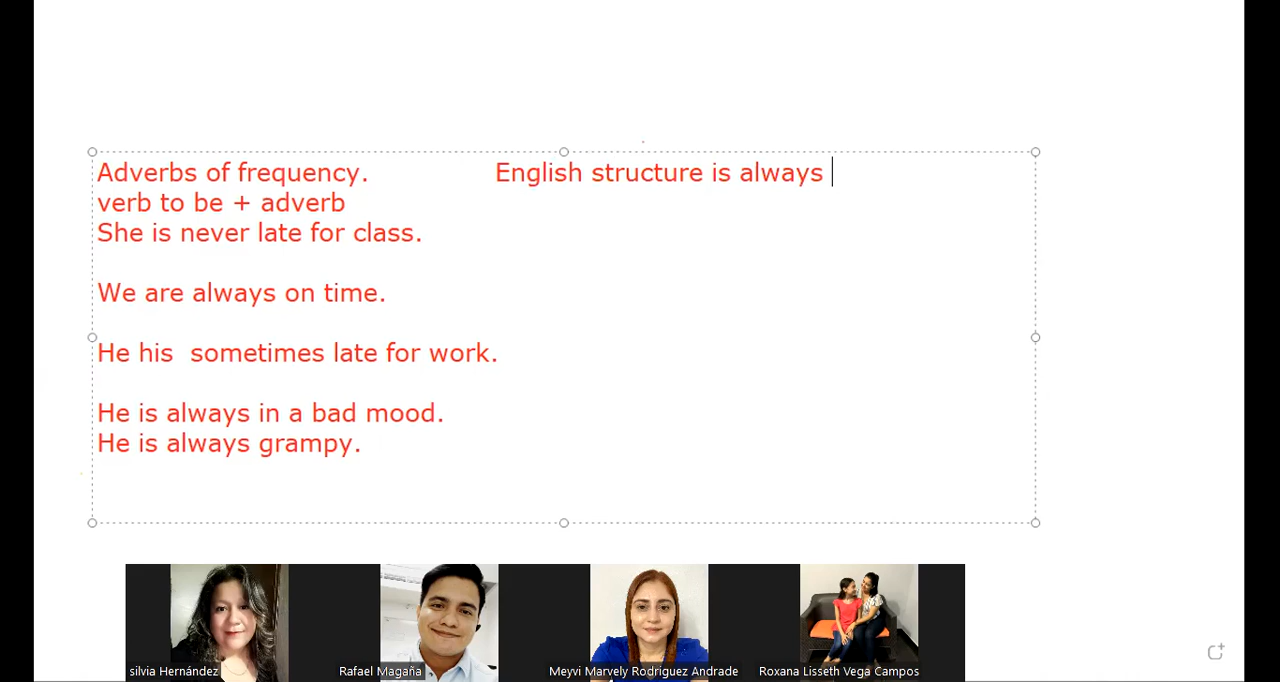 Adverbs of frequency. English structure is always
verb to be + adverb
She is never late for class.
We are always on time.
He his sometimes late for work.
He is always in a bad mood.
He is always grampy.
silvia Hernández
Rafael Magaña
Meyvi Marvely Rodriguez Andrade
Roxana Lisseth Vega Campos